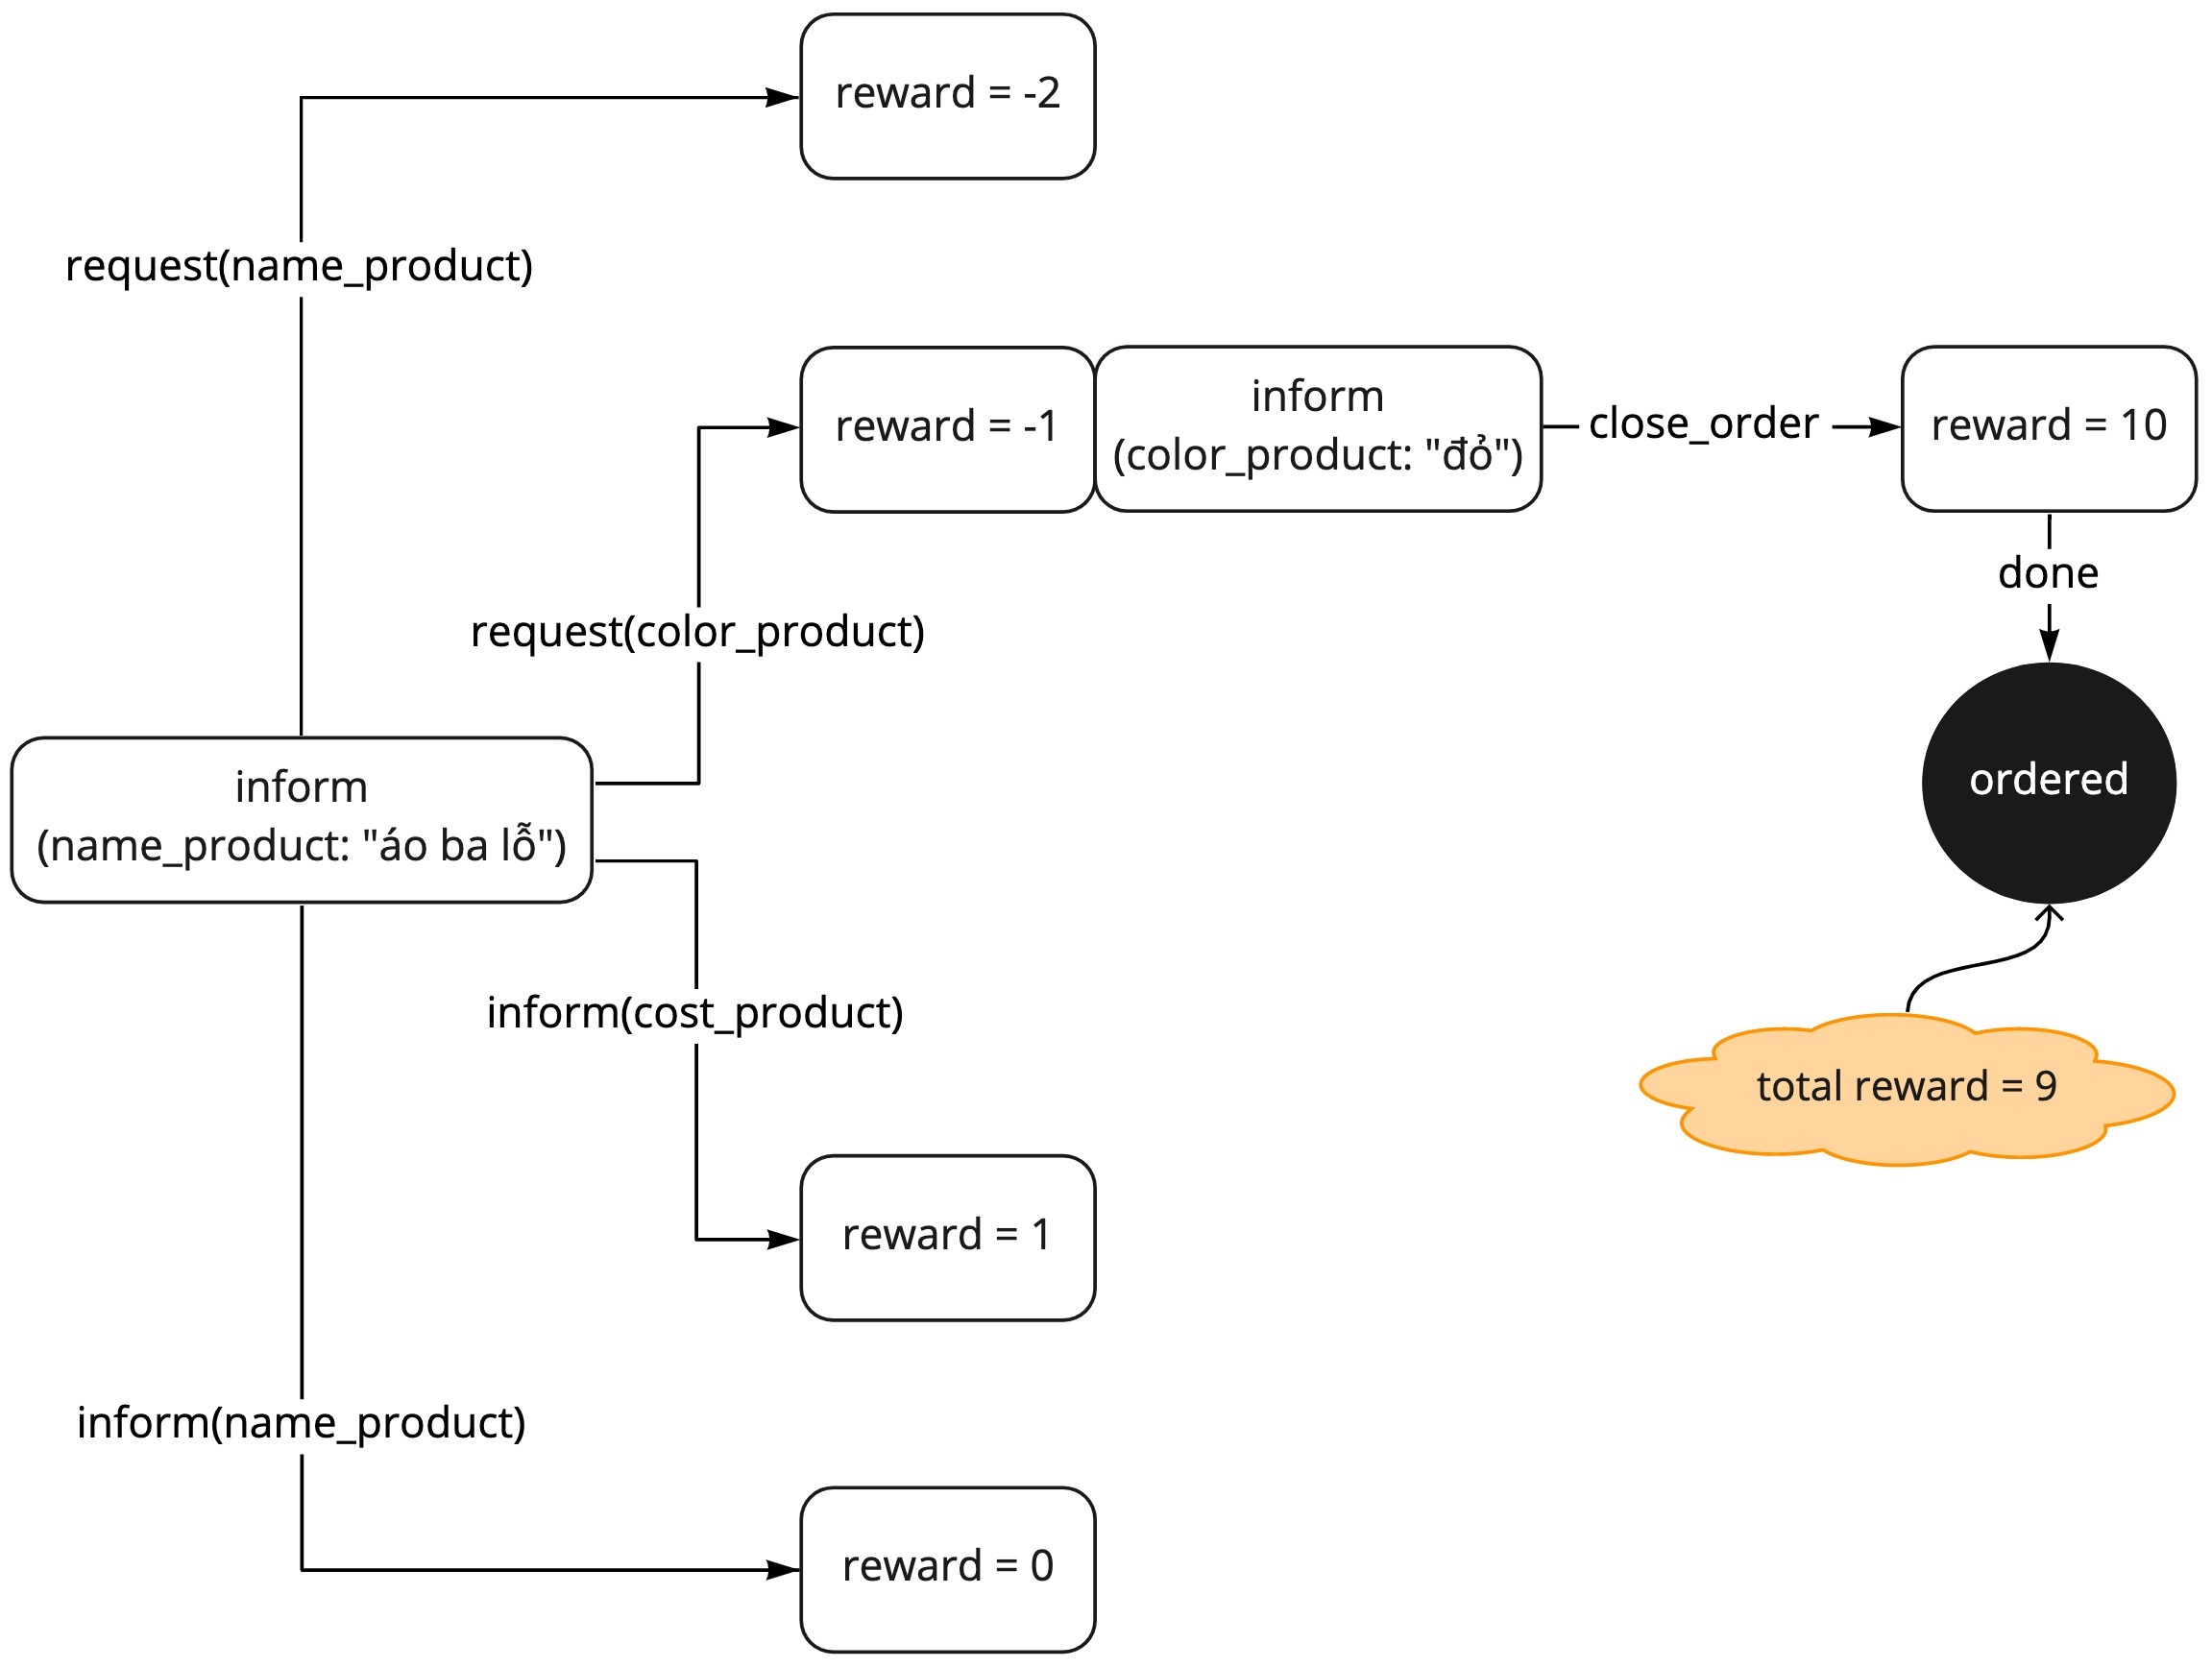 reward = -2
request(name_product)
reward = -1
inform
(color_product: "đỏ")
close_order
reward = 10
done
request(color_product)
inform
(name_product: "áo ba lỗ")
ordered
inform(cost_product)
total reward = 9
reward = 1
inform(name_product)
reward = 0